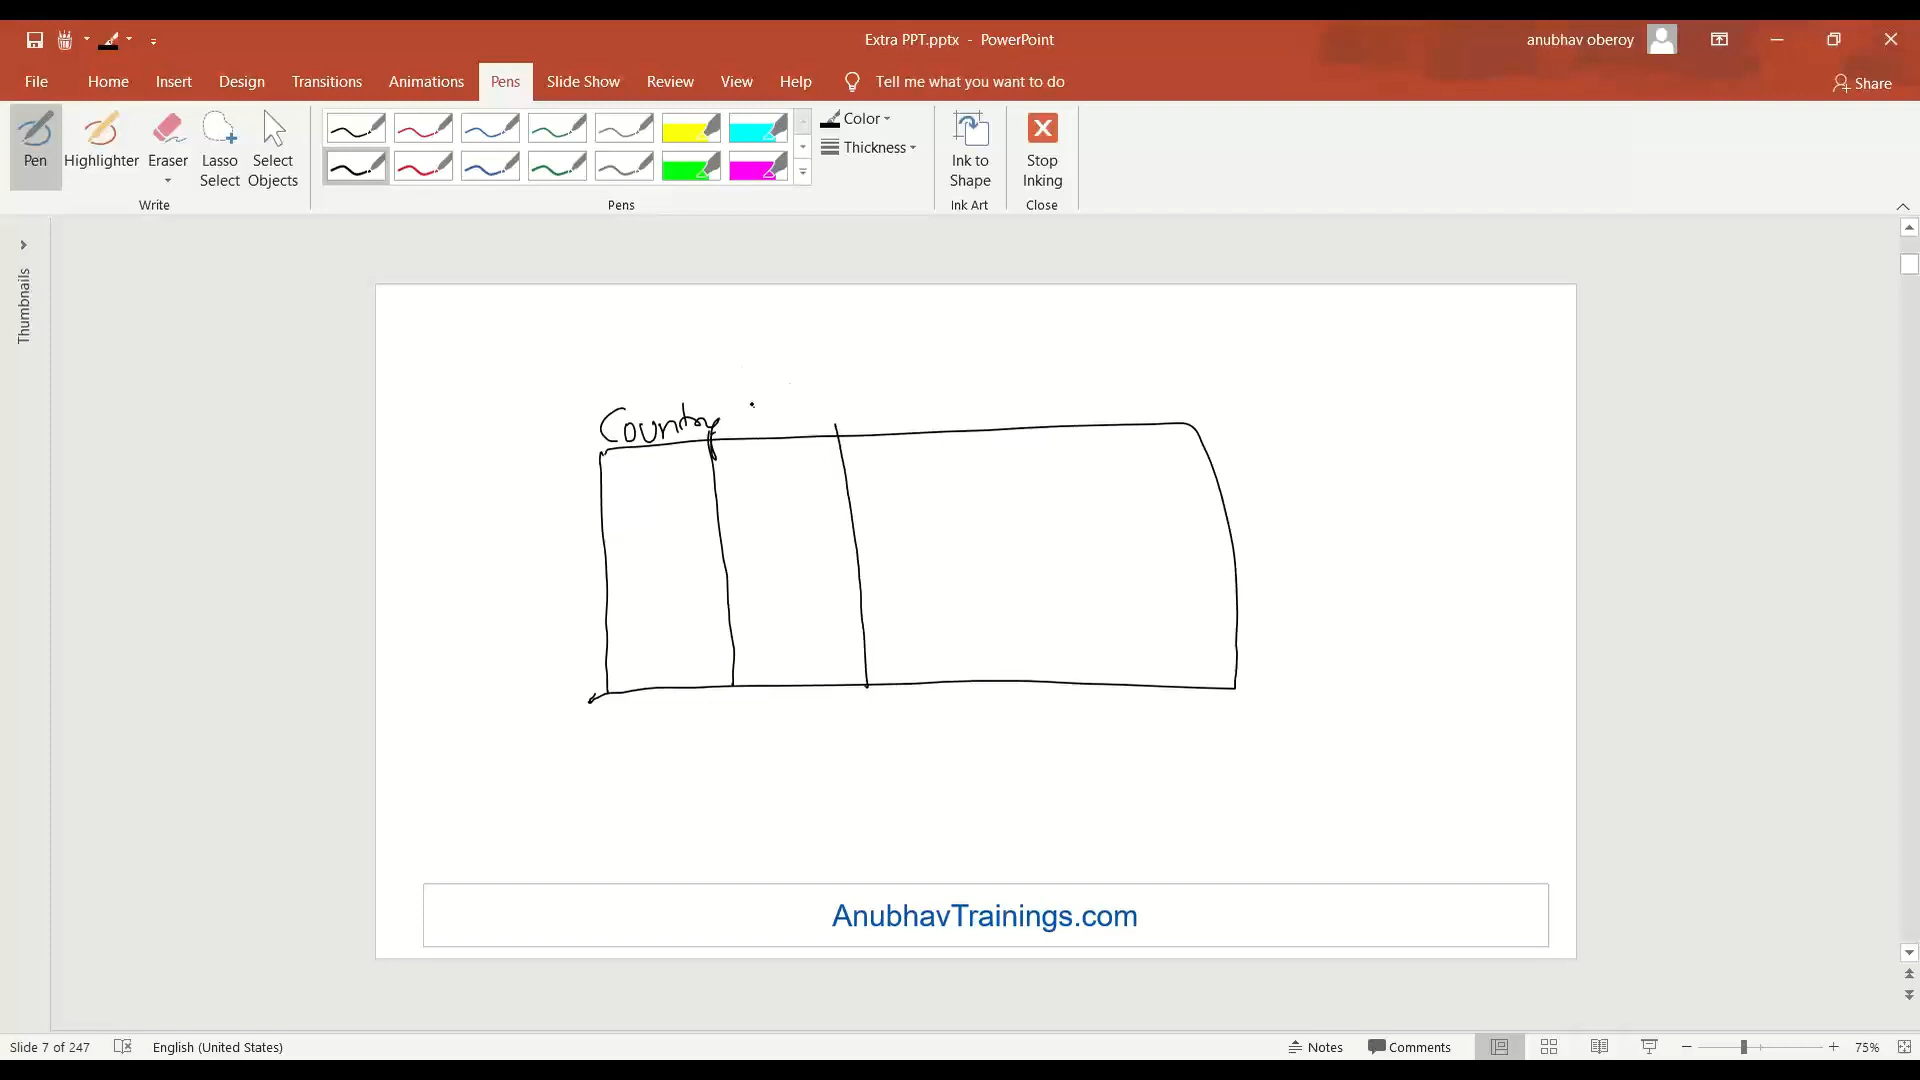 Extra PPT.pptx - PowerPoint
anubhav oberoy
File Home Insert Design Transitions Animations Pens Slide Show Review View Help Tell me what you want to do
Share
Pen Highlighter Eraser Lasso Select Select Objects
Color
Thickness
Ink to Shape
Stop Inking
Write Pens Ink Art Close
Thumbnails
Country
AnubhavTrainings.com
Slide 7 of 247 English (United States) Notes Comments 75%